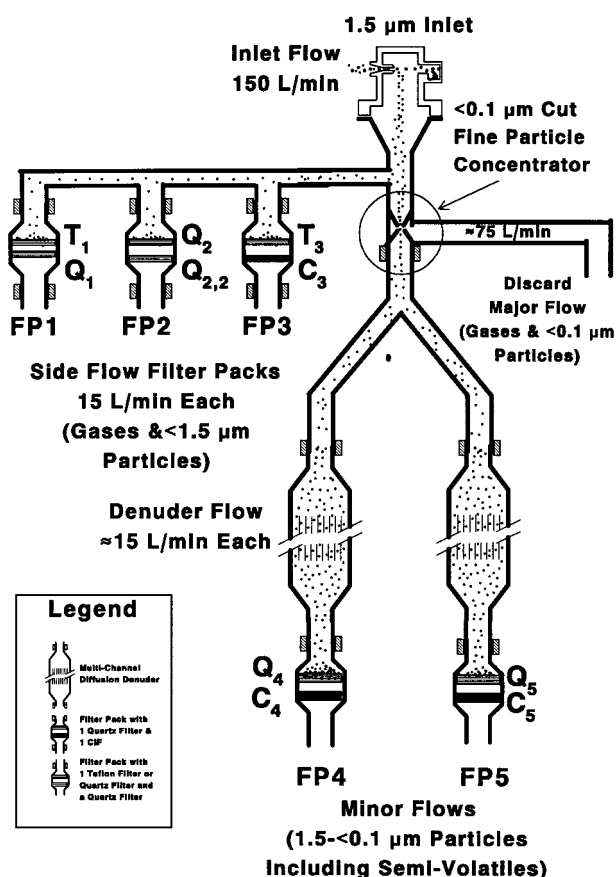 1.5 µm Inlet
Inlet Flow
150 L/min
<0.1 µm Cut
Fine Particle
Concentrator
≈75 L/min
T1
Q1
Q2
Q2,2
T3
C3
FP1
FP2
FP3
Discard
Major Flow
(Gases & <0.1 µm
Particles)
Side Flow Filter Packs
15 L/min Each
(Gases &<1.5 µm
Particles)
Denuder Flow
≈15 L/min Each
Legend
Multi-Channel
Diffusion Denuder
Filter Pack with
1 Quartz Filter &
1 CIF
Filter Pack with
1 Teflon Filter or
Quartz Filter and
a Quartz Filter
Q4
C4
Q5
C5
FP4
FP5
Minor Flows
(1.5-<0.1 µm Particles
Including Semi-Volatiles)